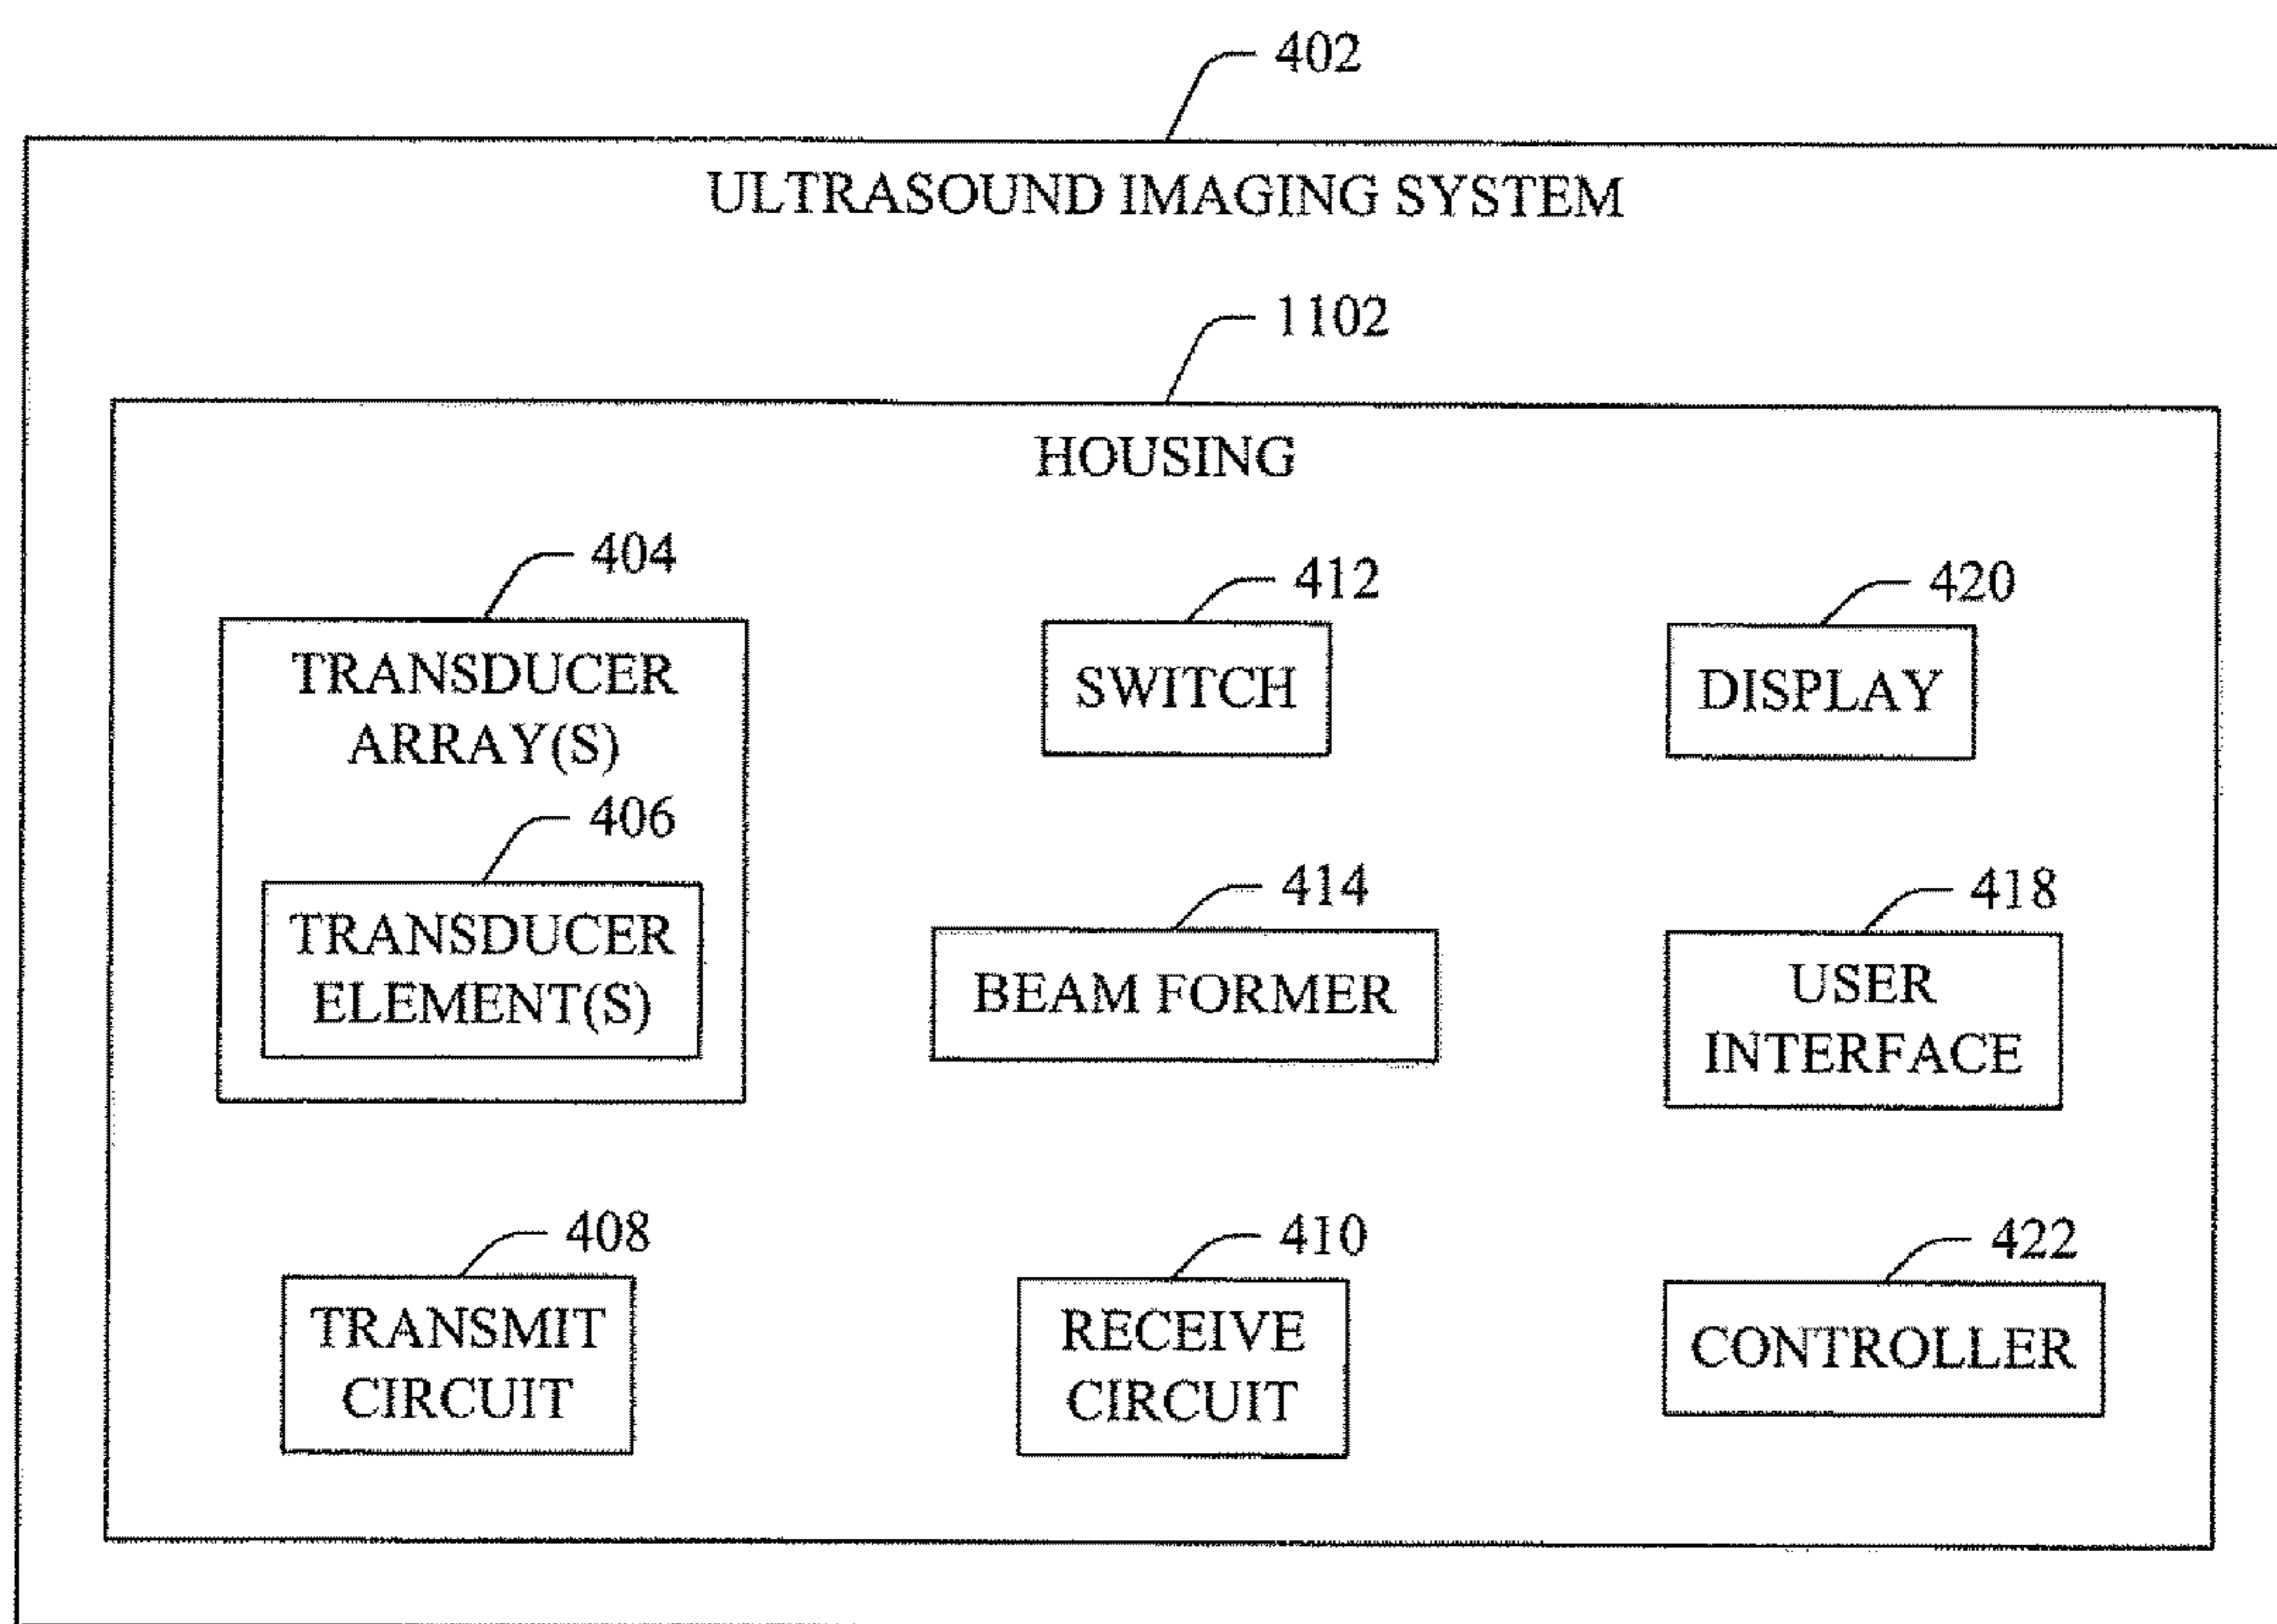 402
ULTRASOUND IMAGING SYSTEM
1102
HOUSING
404
TRANSDUCER
ARRAY(S)
406
TRANSDUCER
ELEMENT(S)
412
SWITCH
420
DISPLAY
414
BEAM FORMER
418
USER
INTERFACE
408
TRANSMIT
CIRCUIT
410
RECEIVE
CIRCUIT
422
CONTROLLER